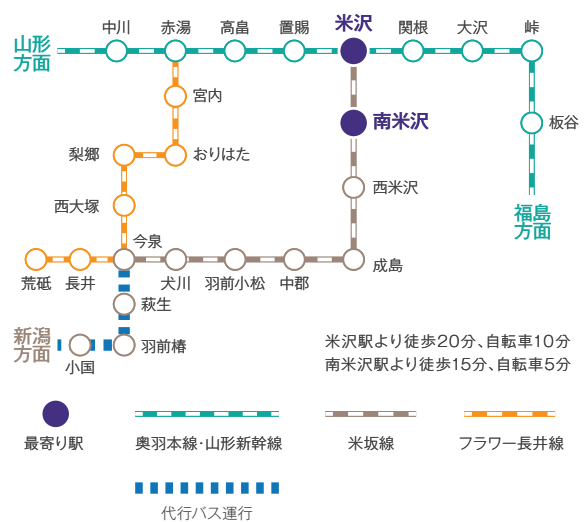 山形
方面
中川
赤湯
高畠
置賜
米沢
関根
大沢
峠
宮内
南米沢
板谷
梨郷
おりはた
西大塚
西米沢
福島
方面
今泉
荒砥
長井
犬川
羽前小松
中郡
成島
萩生
新潟
方面
小国
羽前椿
米沢駅より徒歩20分、自転車10分
南米沢駅より徒歩15分、自転車5分
最寄り駅
奥羽本線・山形新幹線
米坂線
フラワー長井線
代行バス運行